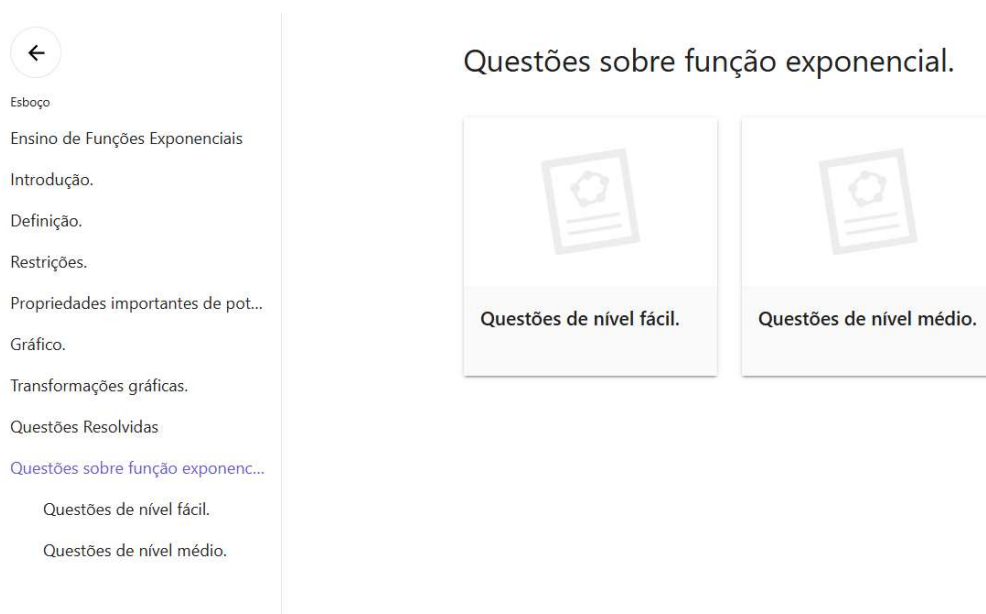 Esboço
Ensino de Funções Exponenciais
Introdução.
Definição.
Restrições.
Propriedades importantes de pot...
Gráfico.
Transformações gráficas.
Questões Resolvidas
Questões sobre função exponenc...
Questões de nível fácil.
Questões de nível médio.
Questões sobre função exponencial.
Questões de nível fácil.
Questões de nível médio.